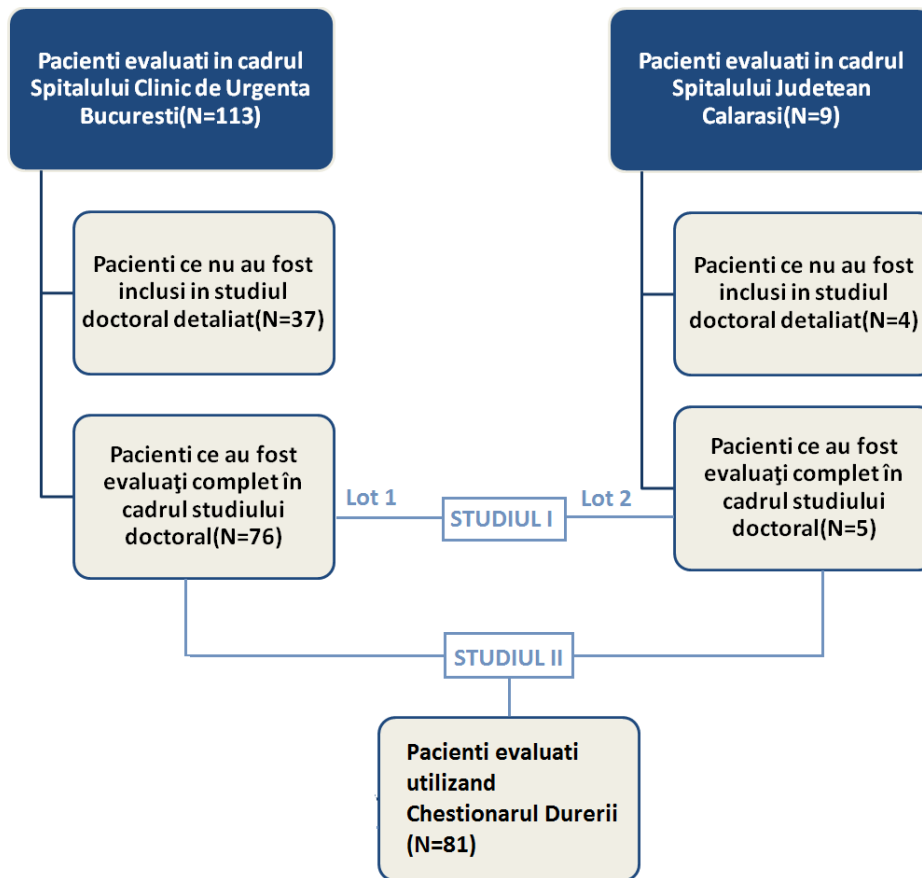 Pacienti evaluati in cadrul
Spitalului Clinic de Urgenta
Bucuresti(N=113)
Pacienti evaluati in cadrul
Spitalului Judetean
Calarasi(N=9)
Pacienti ce nu au fost
inclusi in studiul
doctoral detaliat(N=37)
Pacienti ce nu au fost
inclusi in studiul
doctoral detaliat(N=4)
Pacienti ce au fost
evaluaţi complet în
cadrul studiului
doctoral(N=76)
Lot 1
STUDIUL I
Lot 2
Pacienti ce au fost
evaluaţi complet în
cadrul studiului
doctoral(N=5)
STUDIUL II
Pacienti evaluati
utilizand
Chestionarul Durerii
(N=81)